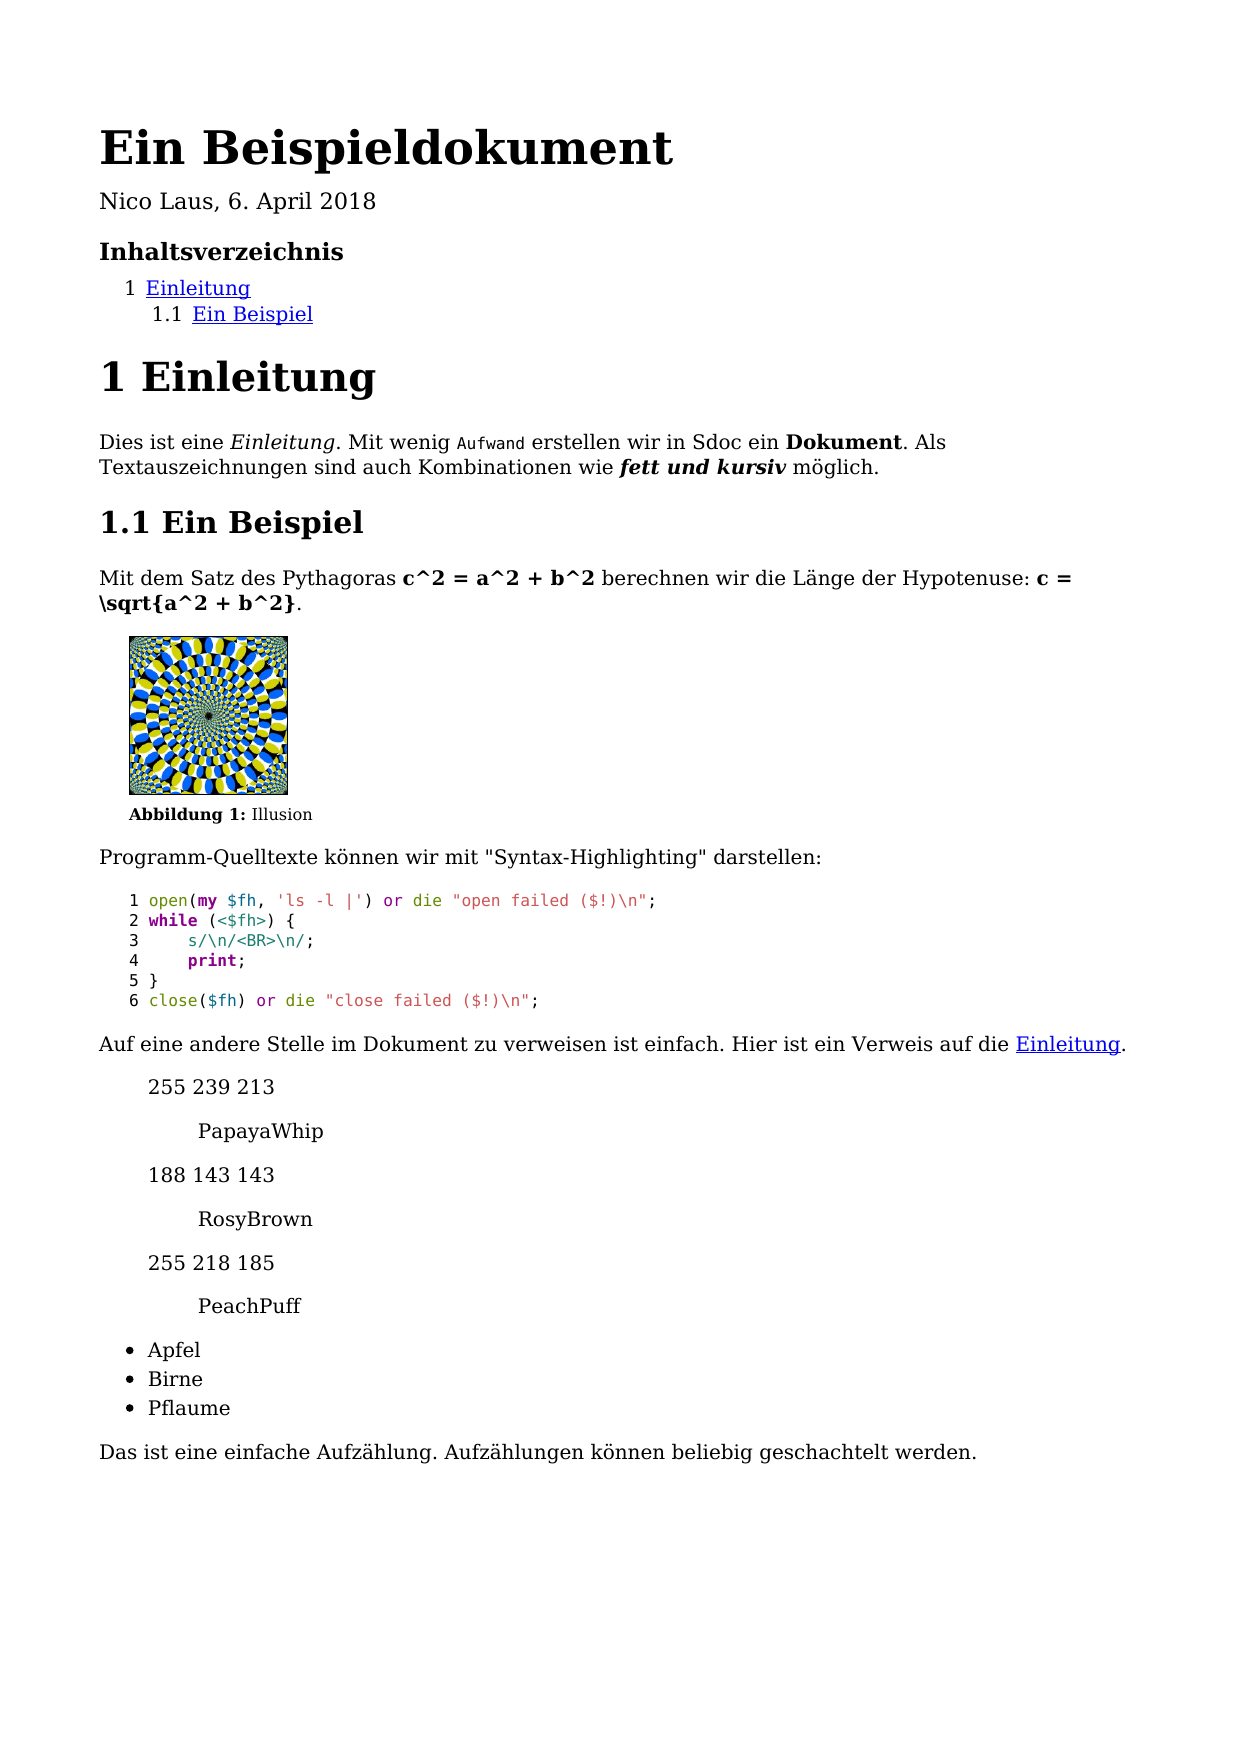 Ein Beispieldokument
Nico Laus, 6. April 2018
Inhaltsverzeichnis
1 Einleitung
1.1 Ein Beispiel
1 Einleitung
Dies ist eine Einleitung. Mit wenig Aufwand erstellen wir in Sdoc ein Dokument. Als
Textauszeichnungen sind auch Kombinationen wie fett und kursiv möglich.
1.1 Ein Beispiel
Mit dem Satz des Pythagoras c^2 = a^2 + b^2 berechnen wir die Länge der Hypotenuse: c =
\sqrt{a^2 + b^2}.
Abbildung 1: Illusion
Programm-Quelltexte können wir mit "Syntax-Highlighting" darstellen:
1 open(my $fh, 'ls -l |') or die "open failed ($!)\n";
2 while (<$fh>) {
3     s/\n/<BR>\n/;
4     print;
5 }
6 close($fh) or die "close failed ($!)\n";
Auf eine andere Stelle im Dokument zu verweisen ist einfach. Hier ist ein Verweis auf die Einleitung.
255 239 213
PapayaWhip
188 143 143
RosyBrown
255 218 185
PeachPuff
• Apfel
• Birne
• Pflaume
Das ist eine einfache Aufzählung. Aufzählungen können beliebig geschachtelt werden.